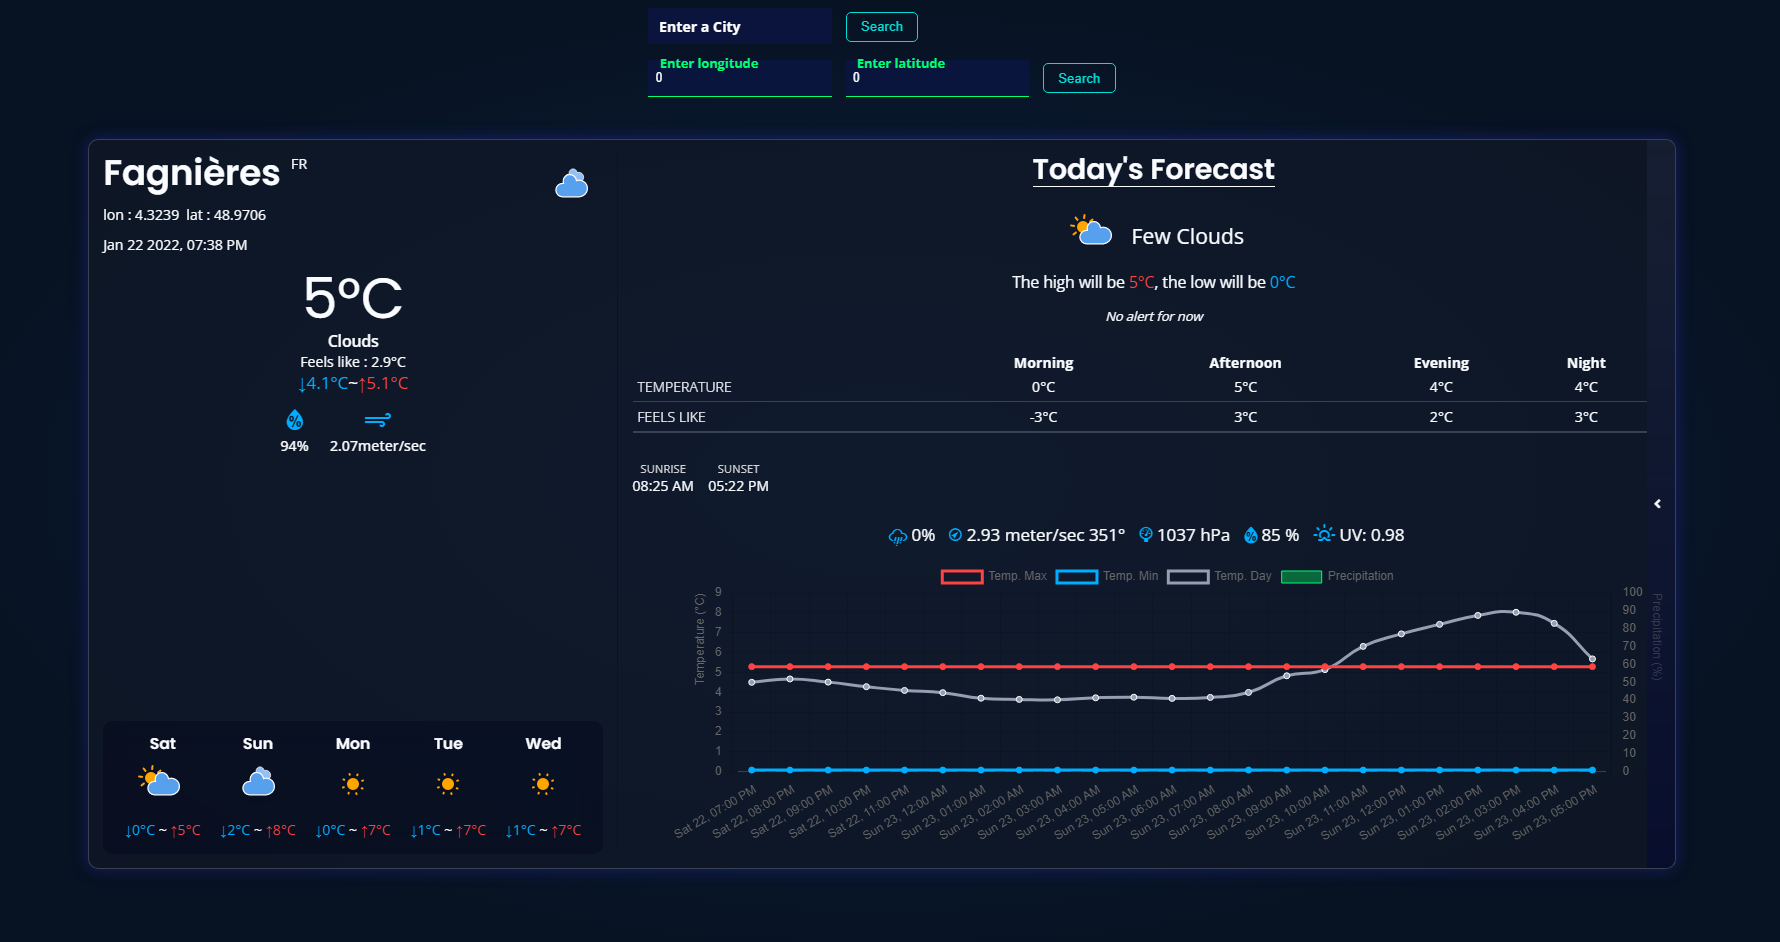 Enter a City
Search
Enter longitude
0
Enter latitude
0
Search
Fagnières FR
lon : 4.3239 lat : 48.9706
Jan 22 2022, 07:38 PM
5°C
Clouds
Feels like : 2.9°C
↓4.1°C~↑5.1°C
94% 2.07meter/sec
Sat Sun Mon Tue Wed
↓0°C ~ ↑5°C ↓2°C ~ ↑8°C ↓0°C ~ ↑7°C ↓1°C ~ ↑7°C ↓1°C ~ ↑7°C
Today's Forecast
Few Clouds
The high will be 5°C, the low will be 0°C
No alert for now
Morning Afternoon Evening Night
TEMPERATURE 0°C 5°C 4°C 4°C
FEELS LIKE -3°C 3°C 2°C 3°C
SUNRISE SUNSET
08:25 AM 05:22 PM
0% 2.93 meter/sec 351° 1037 hPa 85 % UV: 0.98
Temp. Max Temp. Min Temp. Day Precipitation
Temperature (°C)
9
8
7
6
5
4
3
2
1
0
100
90
80
70
60
50
40
30
20
10
0
Precipitation (%)
Sat 22, 07:00 PM
Sat 22, 08:00 PM
Sat 22, 09:00 PM
Sat 22, 10:00 PM
Sat 22, 11:00 PM
Sun 23, 12:00 AM
Sun 23, 01:00 AM
Sun 23, 02:00 AM
Sun 23, 03:00 AM
Sun 23, 04:00 AM
Sun 23, 05:00 AM
Sun 23, 06:00 AM
Sun 23, 07:00 AM
Sun 23, 08:00 AM
Sun 23, 09:00 AM
Sun 23, 10:00 AM
Sun 23, 11:00 AM
Sun 23, 12:00 PM
Sun 23, 01:00 PM
Sun 23, 02:00 PM
Sun 23, 03:00 PM
Sun 23, 04:00 PM
Sun 23, 05:00 PM